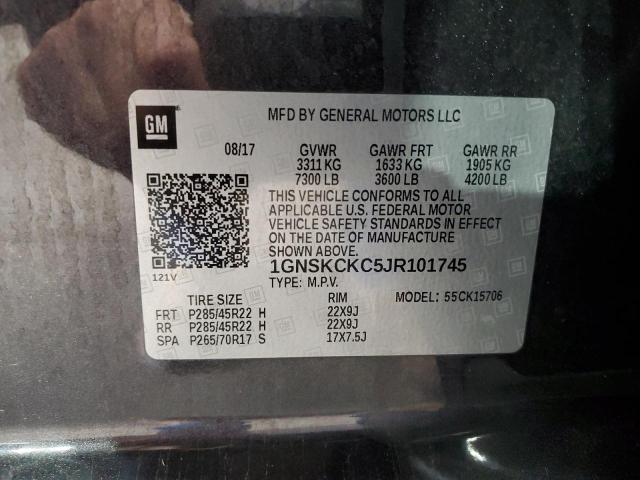 GM
MFD BY GENERAL MOTORS LLC
08/17 GVWR GAWR FRT GAWR RR
3311 KG 1633 KG 1905 KG
7300 LB 3600 LB 4200 LB
THIS VEHICLE CONFORMS TO ALL
APPLICABLE U.S. FEDERAL MOTOR
VEHICLE SAFETY STANDARDS IN EFFECT
ON THE DATE OF MANUFACTURE
SHOWN ABOVE.
121V
1GNSKCKC5JR101745
TYPE: M.P.V.
TIRE SIZE RIM MODEL: 55CK15706
FRT P285/45R22 H 22X9J
RR P285/45R22 H 22X9J
SPA P265/70R17 S 17X7.5J